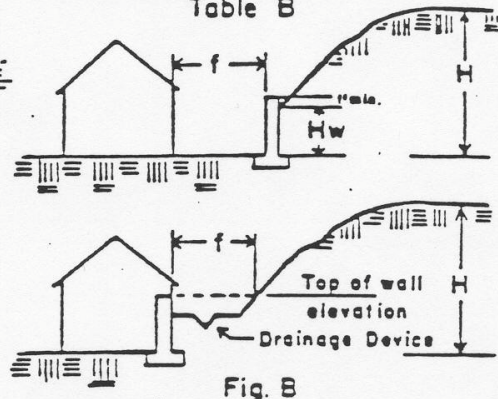 Table B
f
H
1" min.
Hw
f
Top of wall
elevation
H
Drainage Device
Fig. B